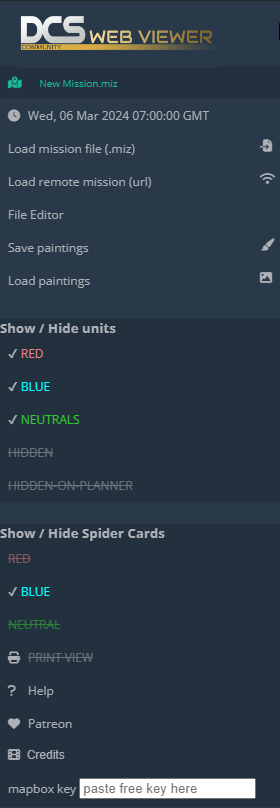 DCS WEB VIEWER
COMMUNITY
New Mission.miz
Wed, 06 Mar 2024 07:00:00 GMT
Load mission file (.miz)
Load remote mission (url)
File Editor
Save paintings
Load paintings
Show / Hide units
✓ RED
✓ BLUE
✓ NEUTRALS
HIDDEN
HIDDEN-ON-PLANNER
Show / Hide Spider Cards
RED
✓ BLUE
NEUTRAL
PRINT VIEW
? Help
Patreon
Credits
mapbox key paste free key here